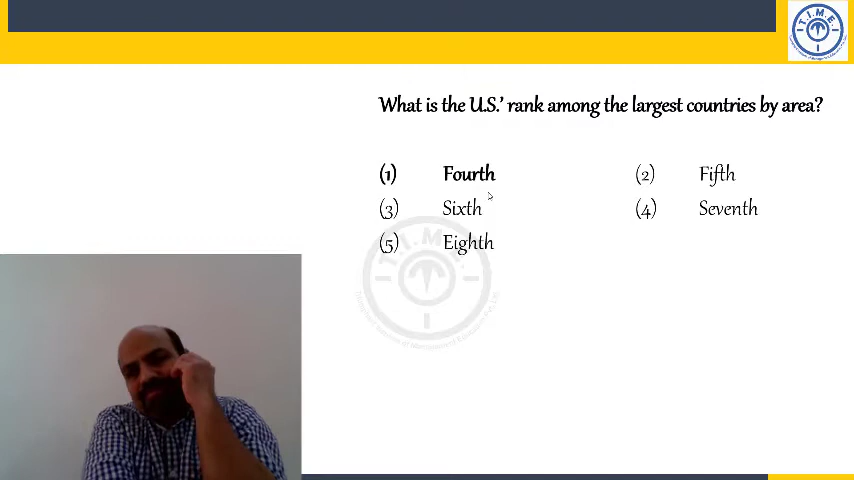 T.I.M.E.
What is the U.S.' rank among the largest countries by area?
(1) Fourth (2) Fifth
(3) Sixth (4) Seventh
(5) Eighth
T.I.M.E.